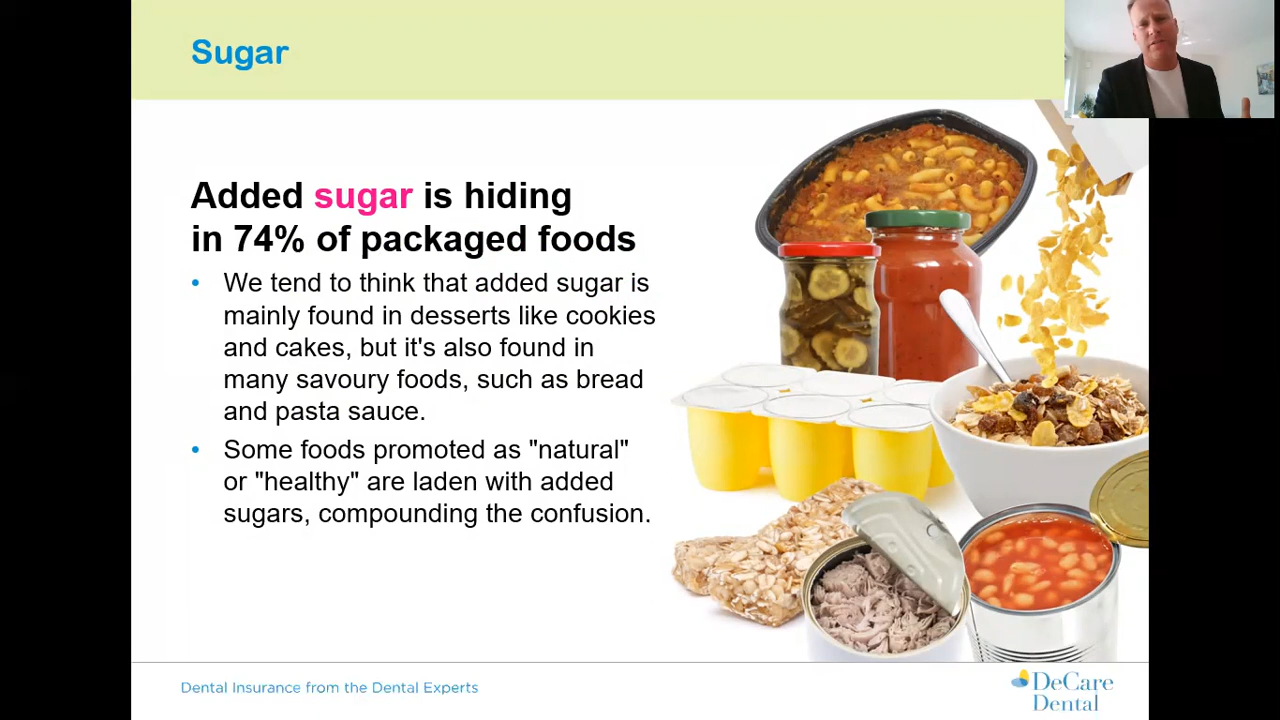 Sugar
Added sugar is hiding
in 74% of packaged foods
• We tend to think that added sugar is
mainly found in desserts like cookies
and cakes, but it's also found in
many savoury foods, such as bread
and pasta sauce.
• Some foods promoted as "natural"
or "healthy" are laden with added
sugars, compounding the confusion.
Dental Insurance from the Dental Experts
DeCare
Dental